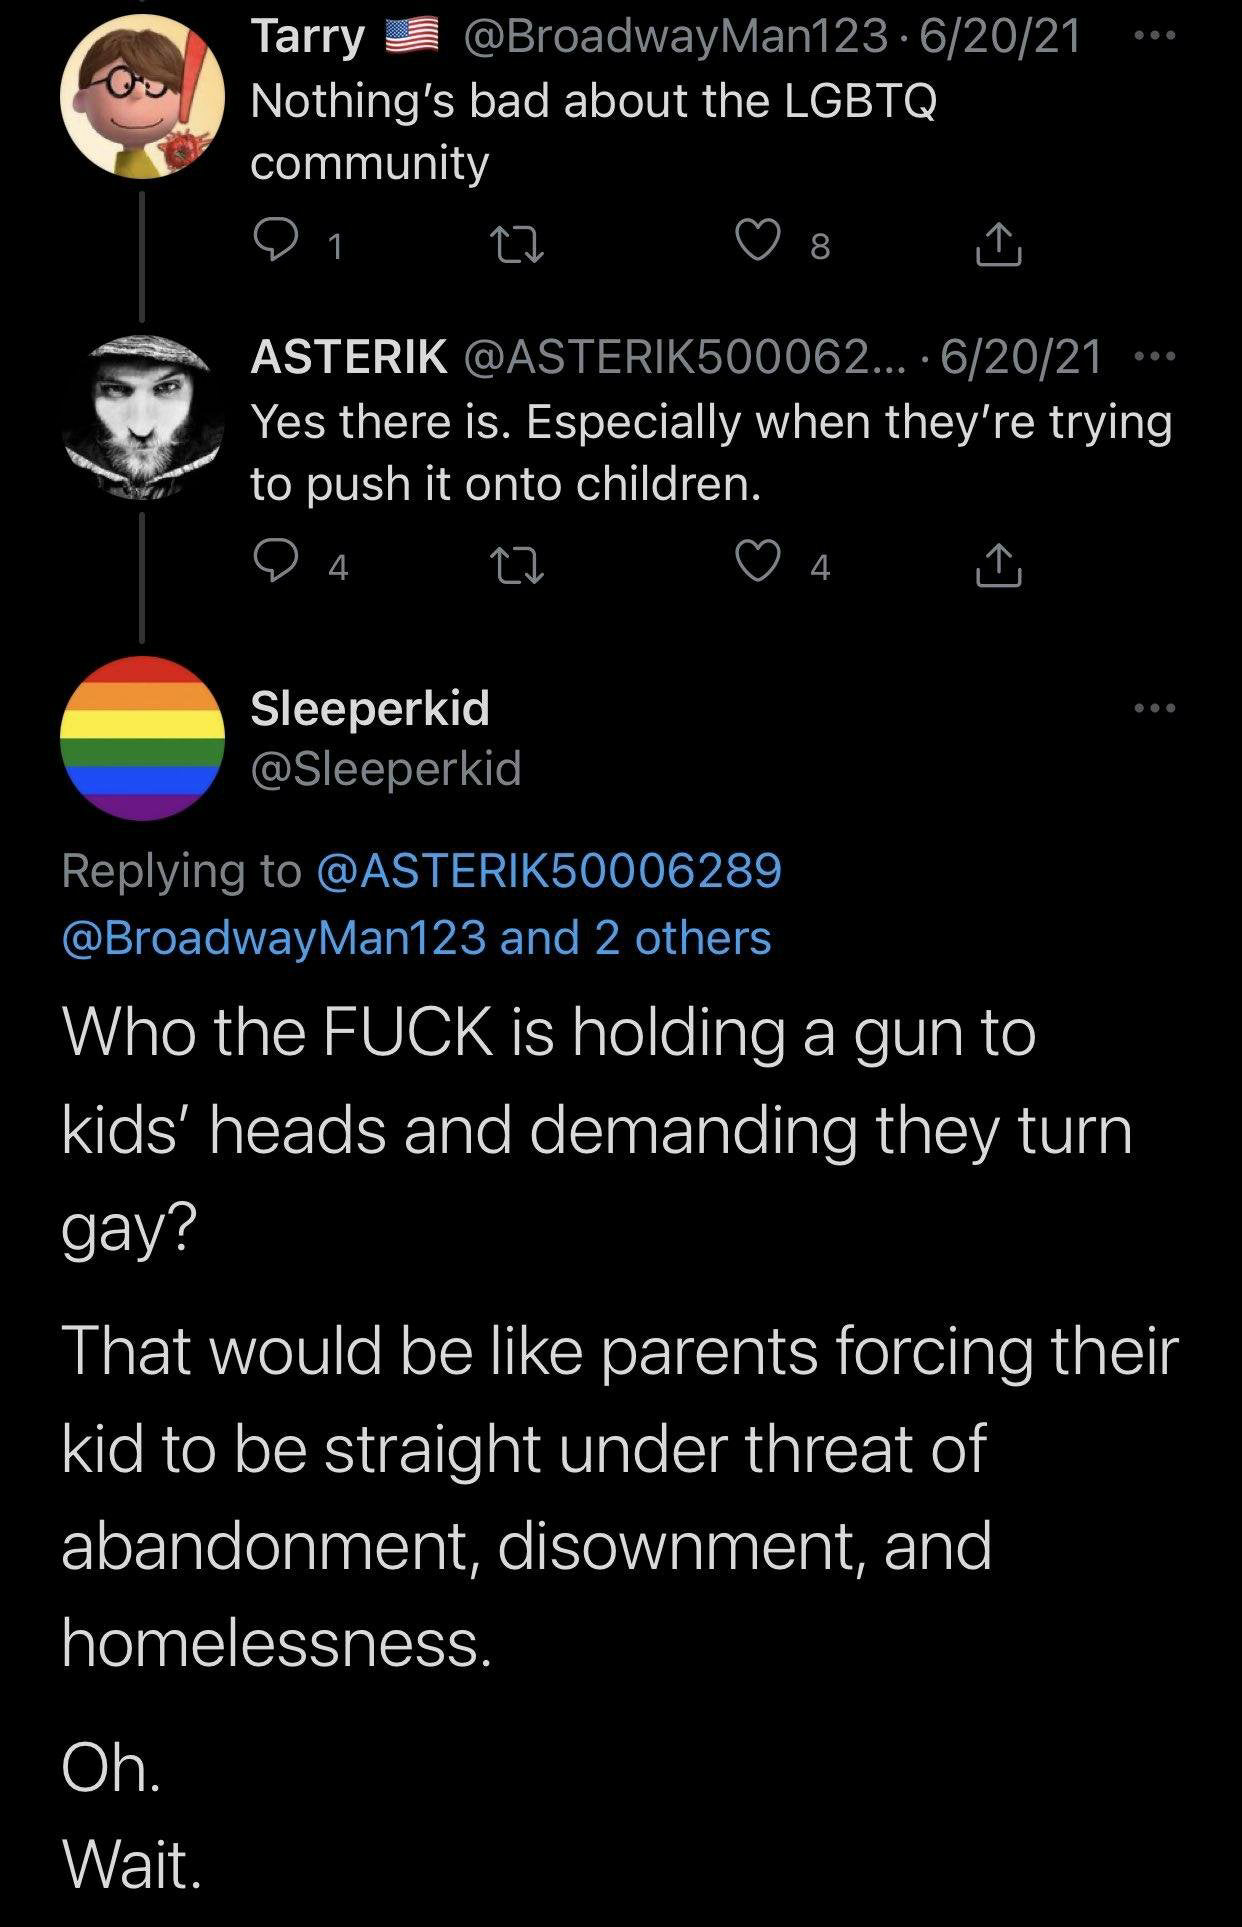 Tarry 🇺🇸 @BroadwayMan123 · 6/20/21 ...
Nothing's bad about the LGBTQ
community
1 8
ASTERIK @ASTERIK500062... · 6/20/21 ...
Yes there is. Especially when they're trying
to push it onto children.
4 4
Sleeperkid ...
@Sleeperkid
Replying to @ASTERIK50006289
@BroadwayMan123 and 2 others
Who the FUCK is holding a gun to
kids' heads and demanding they turn
gay?
That would be like parents forcing their
kid to be straight under threat of
abandonment, disownment, and
homelessness.
Oh.
Wait.